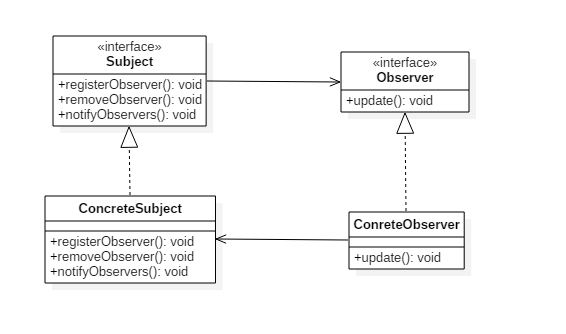 «interface»
Subject
+registerObserver(): void
+removeObserver(): void
+notifyObservers(): void
«interface»
Observer
+update(): void
ConcreteSubject
+registerObserver(): void
+removeObserver(): void
+notifyObservers(): void
ConreteObserver
+update(): void